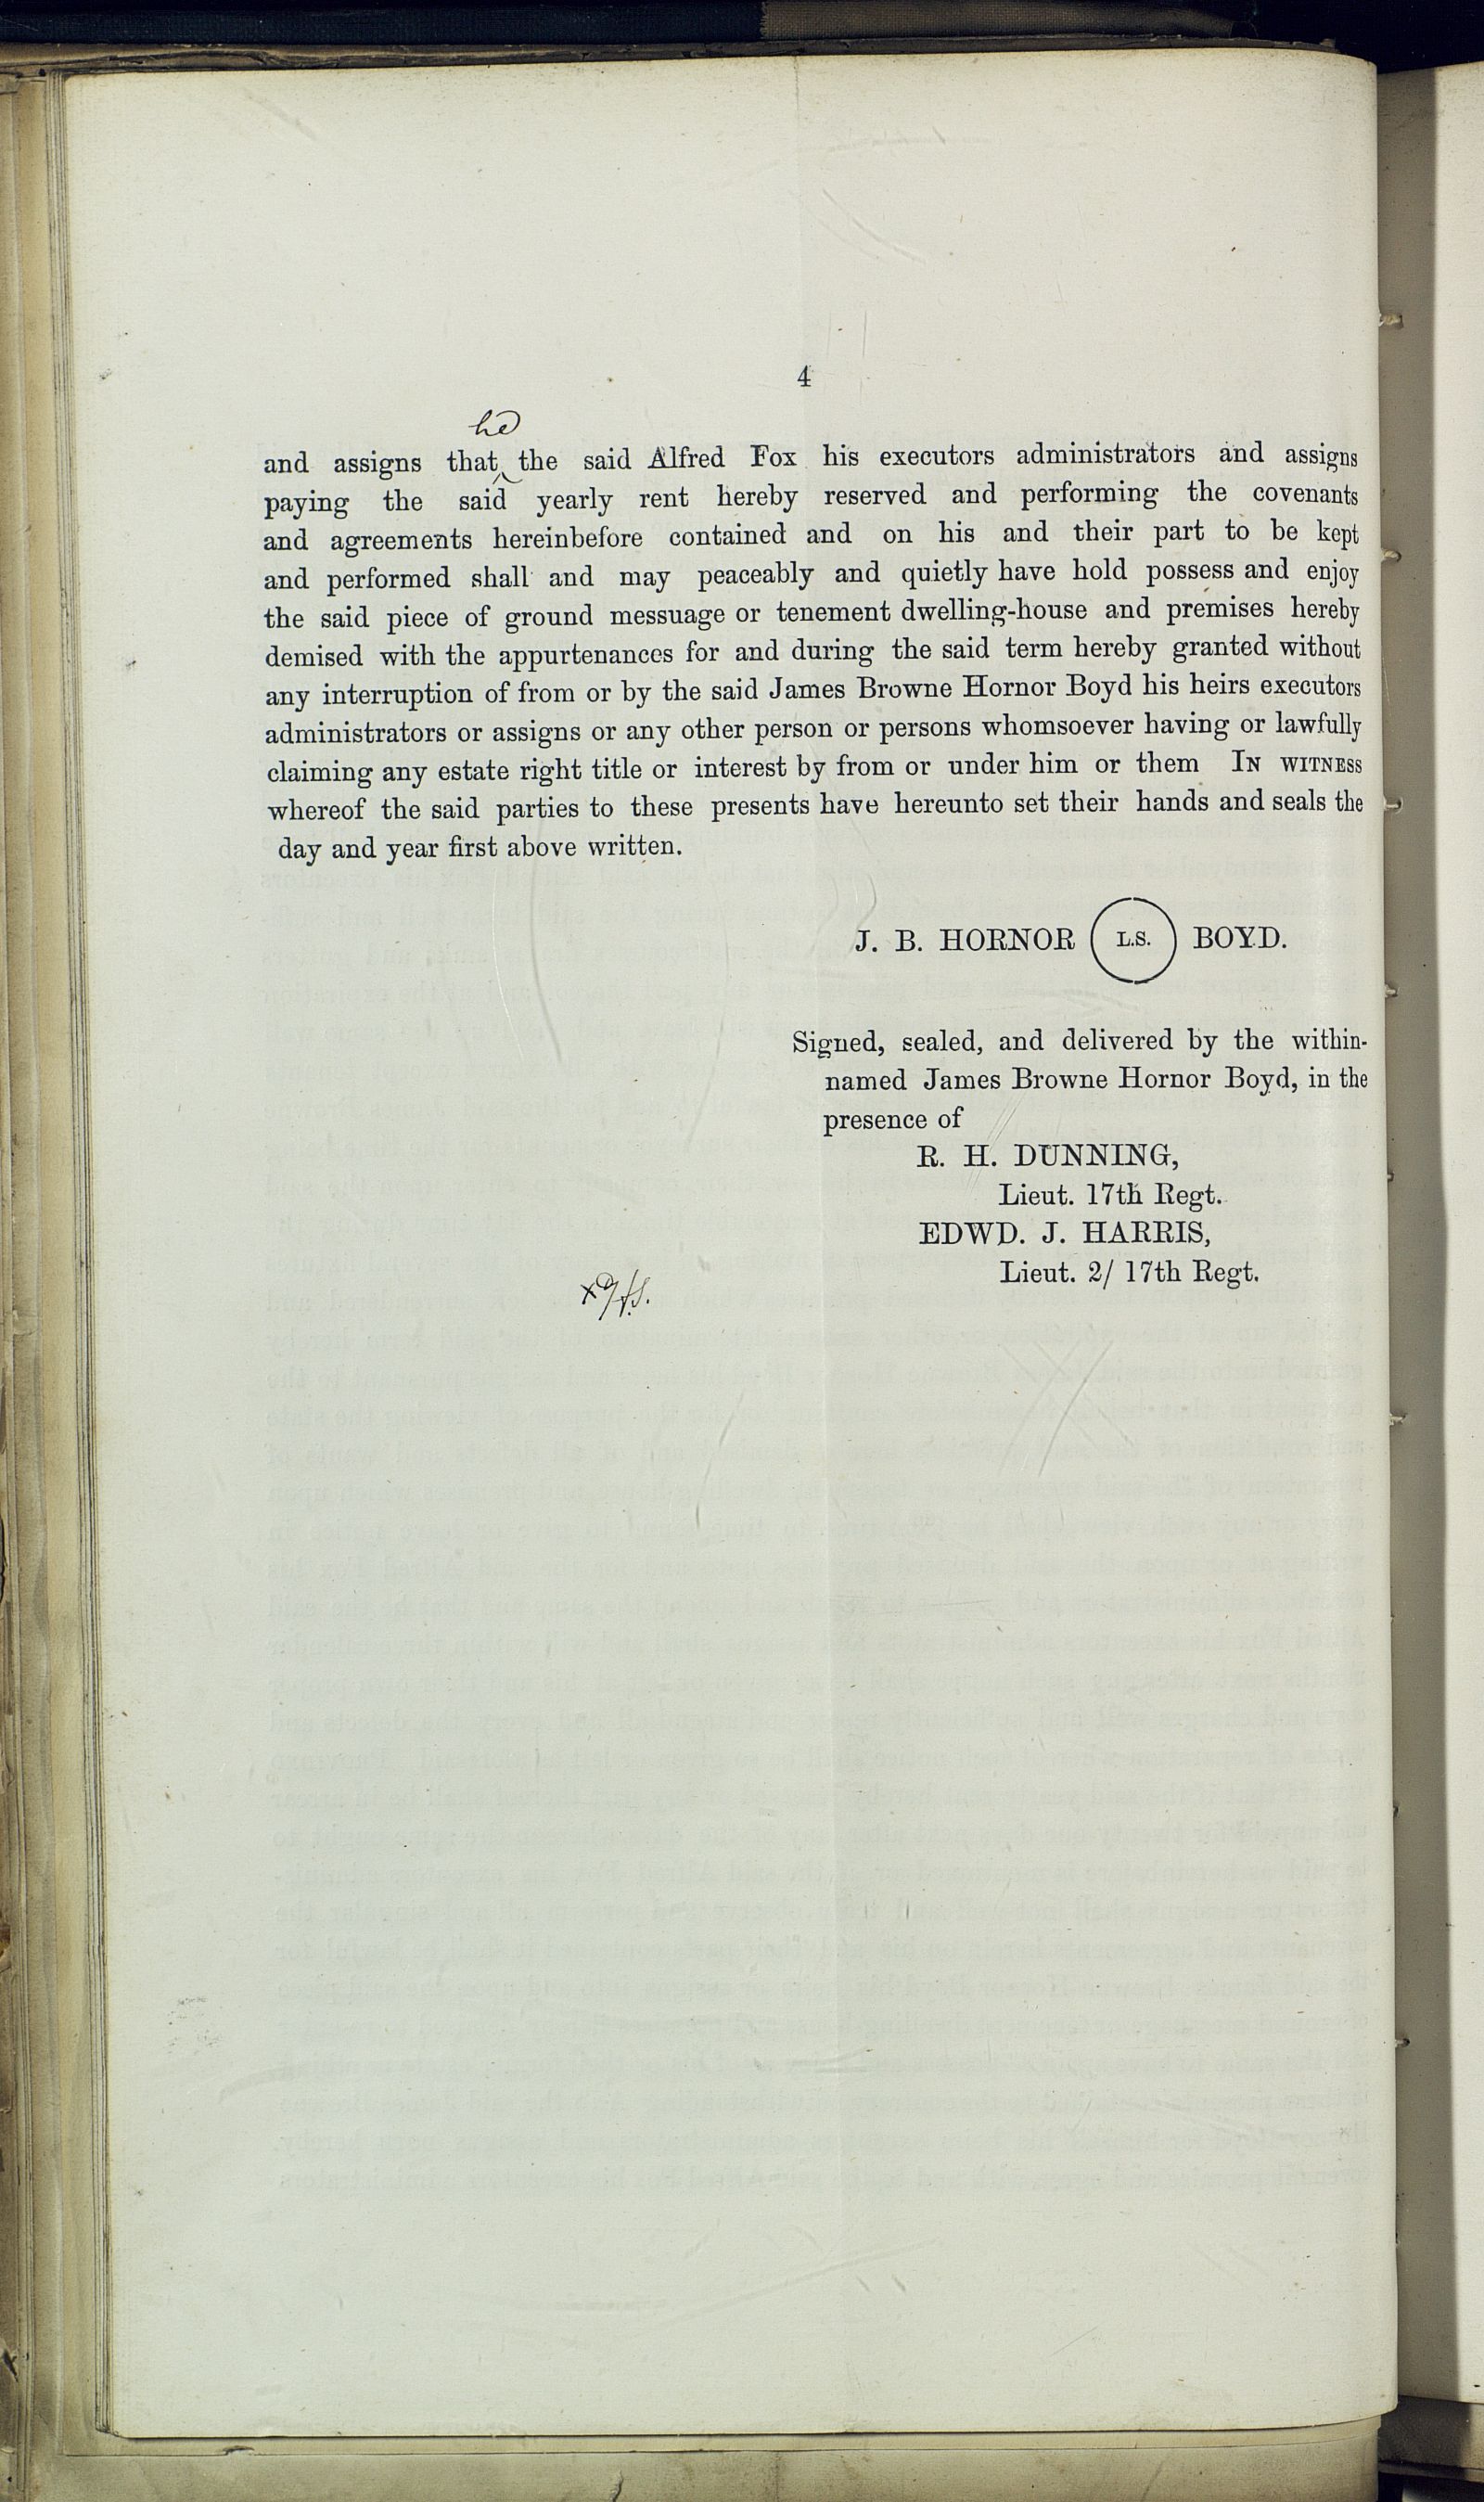 4
he
and assigns that the said Alfred Fox his executors administrators and assigns
paying the said yearly rent hereby reserved and performing the covenants
and agreements hereinbefore contained and on his and their part to be kept
and performed shall and may peaceably and quietly have hold possess and enjoy
the said piece of ground messuage or tenement dwelling-house and premises hereby
demised with the appurtenances for and during the said term hereby granted without
any interruption of from or by the said James Browne Hornor Boyd his heirs executors
administrators or assigns or any other person or persons whomsoever having or lawfully
claiming any estate right title or interest by from or under him or them IN WITNESS
whereof the said parties to these presents have hereunto set their hands and seals the
day and year first above written.
J. B. HORNOR L.S. BOYD.
Signed, sealed, and delivered by the within-
named James Browne Hornor Boyd, in the
presence of
R. H. DUNNING,
Lieut. 17th Regt.
EDWD. J. HARRIS,
Lieut. 2/ 17th Regt.